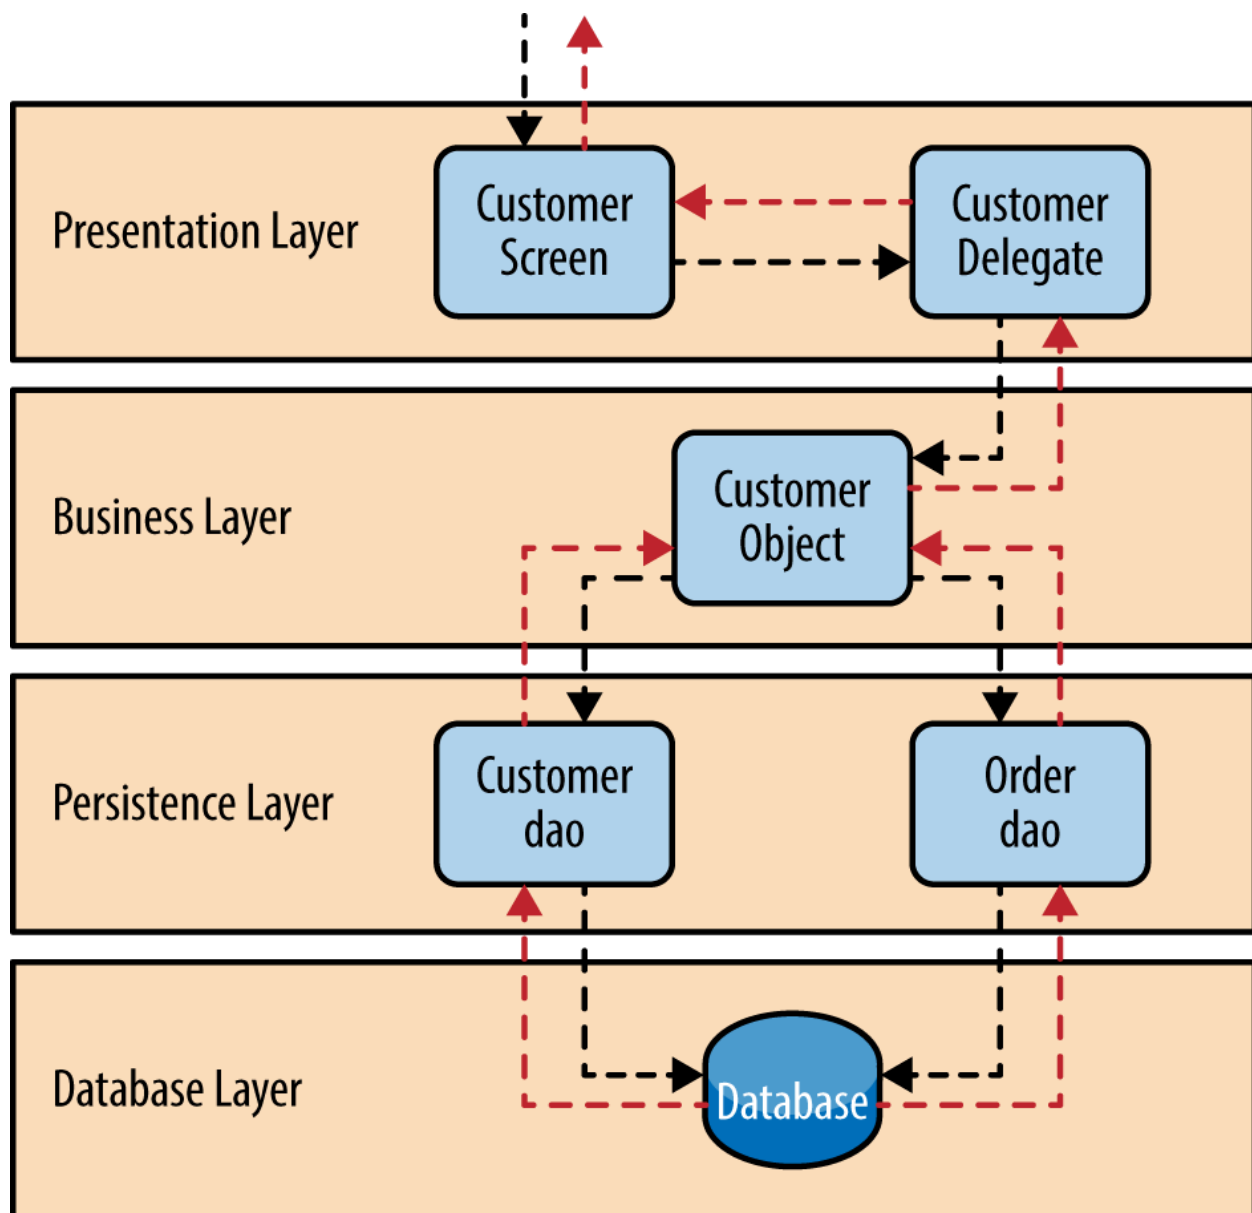 Presentation Layer
Customer
Screen
Customer
Delegate
Business Layer
Customer
Object
Persistence Layer
Customer
dao
Order
dao
Database Layer
Database